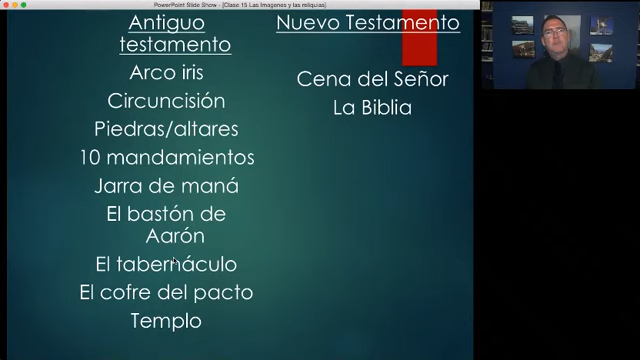 PowerPoint Slide Show - [Clase 15 Las Imagenes y las reliquias]
Antiguo
testamento
Arco iris
Circuncisión
Piedras/altares
10 mandamientos
Jarra de maná
El bastón de
Aarón
El tabernáculo
El cofre del pacto
Templo
Nuevo Testamento
Cena del Señor
La Biblia